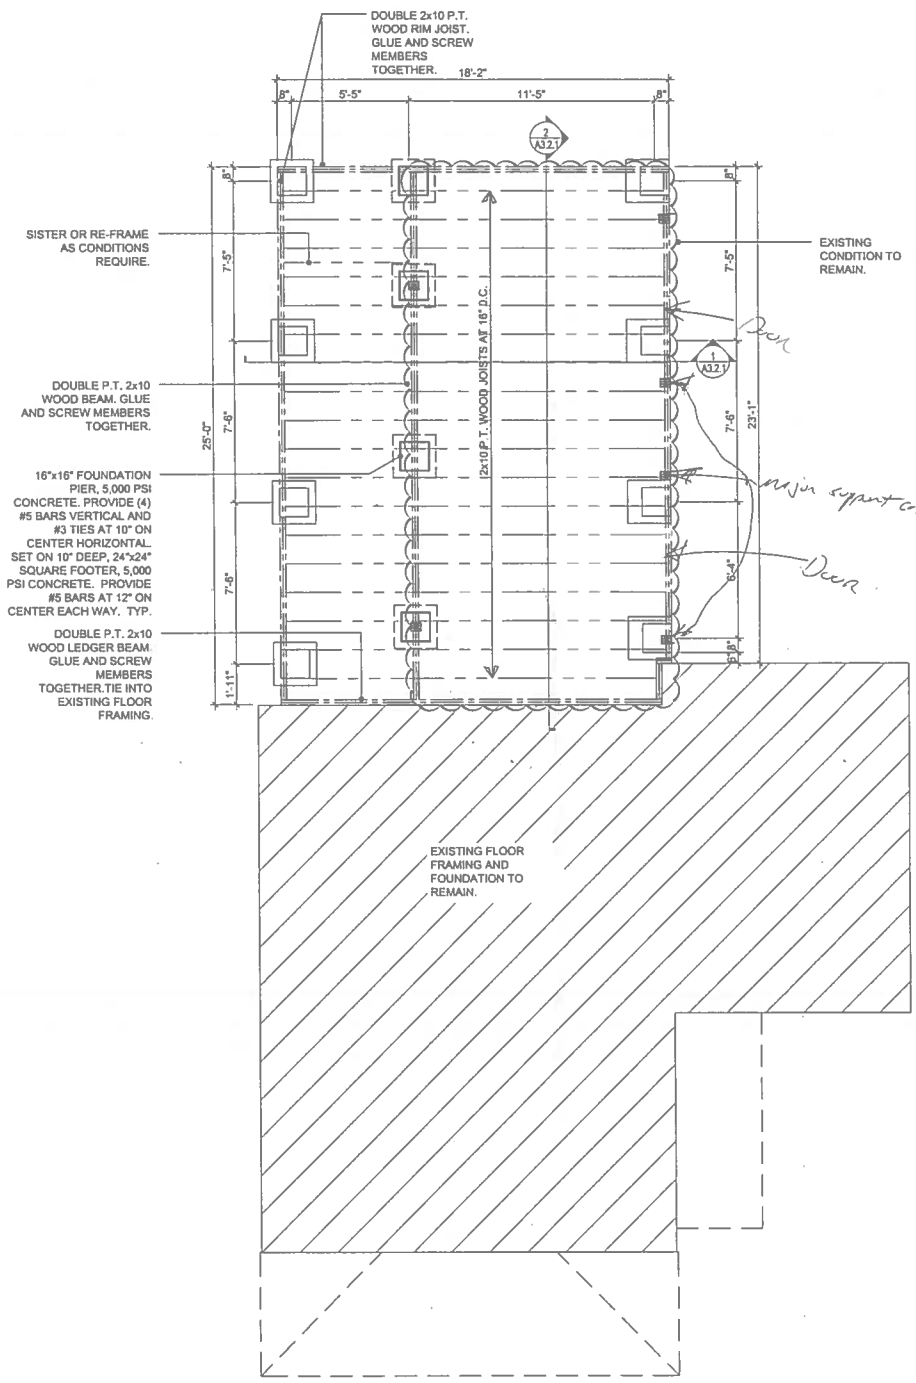 DOUBLE 2x10 P.T.
WOOD RIM JOIST.
GLUE AND SCREW
MEMBERS
TOGETHER.
18'-2"
8"
5'-5"
11'-5"
8"
2
A3.2.1
8"
8"
SISTER OR RE-FRAME
AS CONDITIONS
REQUIRE.
7'-5"
7'-5"
EXISTING
CONDITION TO
REMAIN.
2x10 P.T. WOOD JOISTS AT 16" O.C.
Door
1
A3.2.1
DOUBLE P.T. 2x10
WOOD BEAM. GLUE
AND SCREW MEMBERS
TOGETHER.
25'-0"
7'-6"
7'-6"
23'-1"
16"x16" FOUNDATION
PIER, 5,000 PSI
CONCRETE. PROVIDE (4)
#5 BARS VERTICAL AND
#3 TIES AT 10" ON
CENTER HORIZONTAL.
SET ON 10" DEEP, 24"x24"
SQUARE FOOTER, 5,000
PSI CONCRETE. PROVIDE
#5 BARS AT 12" ON
CENTER EACH WAY. TYP.
major support
7'-6"
6'-4"
Door
DOUBLE P.T. 2x10
WOOD LEDGER BEAM.
GLUE AND SCREW
MEMBERS
TOGETHER.TIE INTO
EXISTING FLOOR
FRAMING.
1'-11"
8"
EXISTING FLOOR
FRAMING AND
FOUNDATION TO
REMAIN.